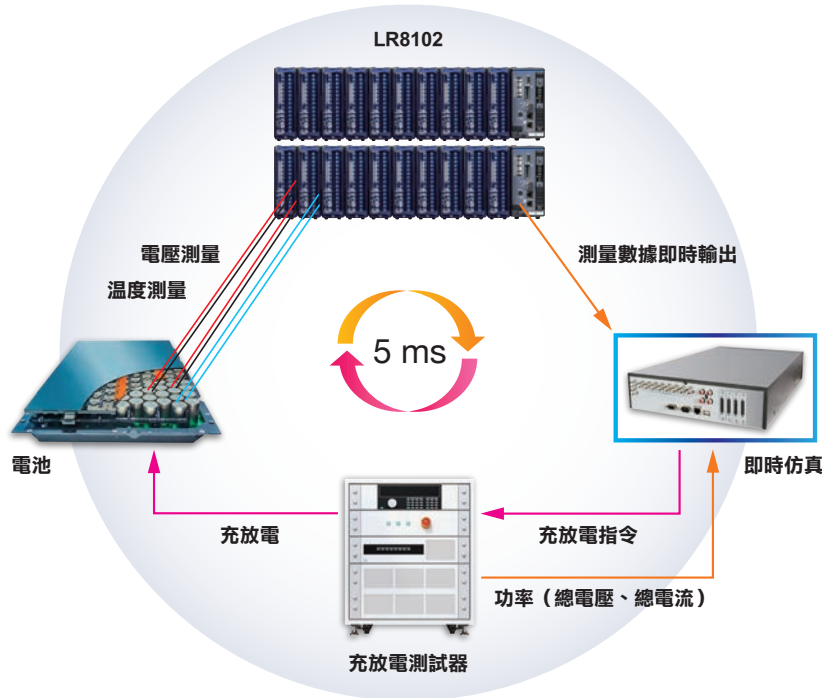 LR8102
電壓測量
溫度測量
測量數據即時輸出
5 ms
電池
即時仿真
充放電
充放電指令
功率（總電壓、總電流）
充放電測試器